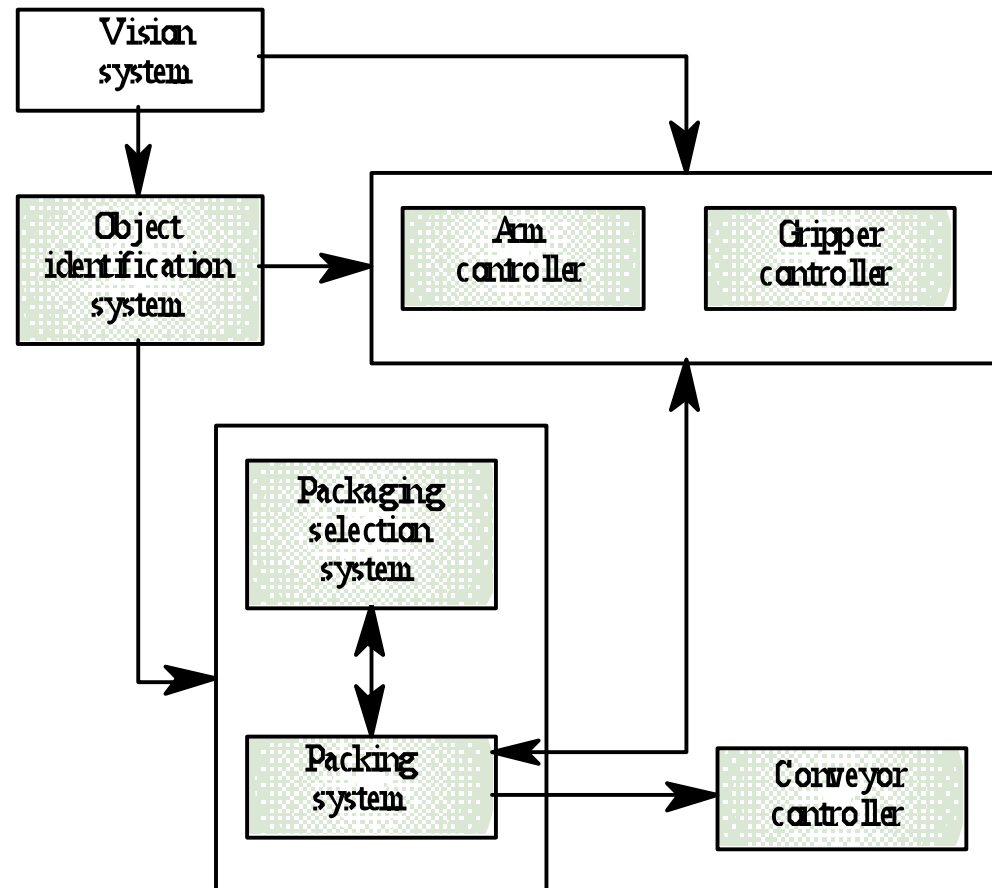 Vision
system
Object
identification
system
Arm
controller
Gripper
controller
Packaging
selection
system
Packing
system
Conveyor
controller